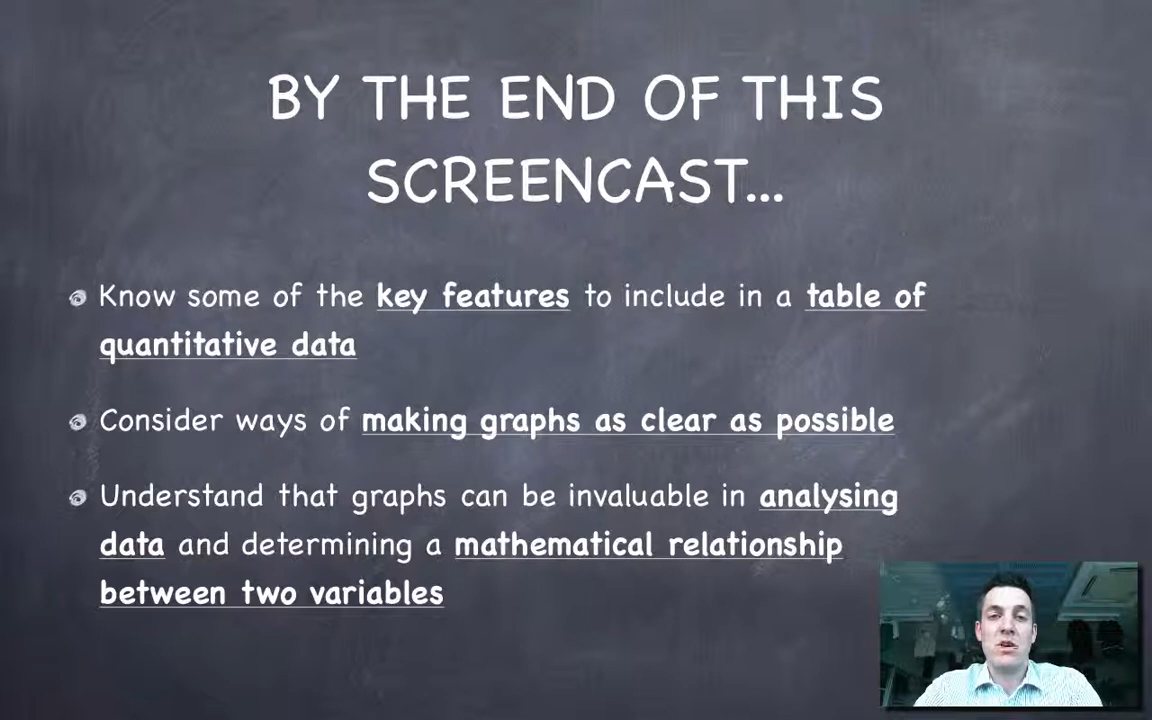 BY THE END OF THIS
SCREENCAST...
Know some of the key features to include in a table of
quantitative data
Consider ways of making graphs as clear as possible
Understand that graphs can be invaluable in analysing
data and determining a mathematical relationship
between two variables